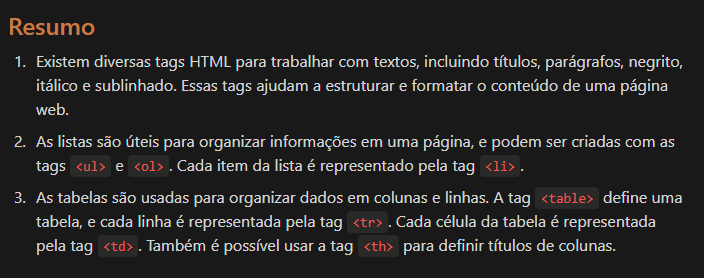 Resumo
1. Existem diversas tags HTML para trabalhar com textos, incluindo títulos, parágrafos, negrito,
itálico e sublinhado. Essas tags ajudam a estruturar e formatar o conteúdo de uma página
web.
2. As listas são úteis para organizar informações em uma página, e podem ser criadas com as
tags <ul> e <ol>. Cada item da lista é representado pela tag <li>.
3. As tabelas são usadas para organizar dados em colunas e linhas. A tag <table> define uma
tabela, e cada linha é representada pela tag <tr>. Cada célula da tabela é representada
pela tag <td>. Também é possível usar a tag <th> para definir títulos de colunas.